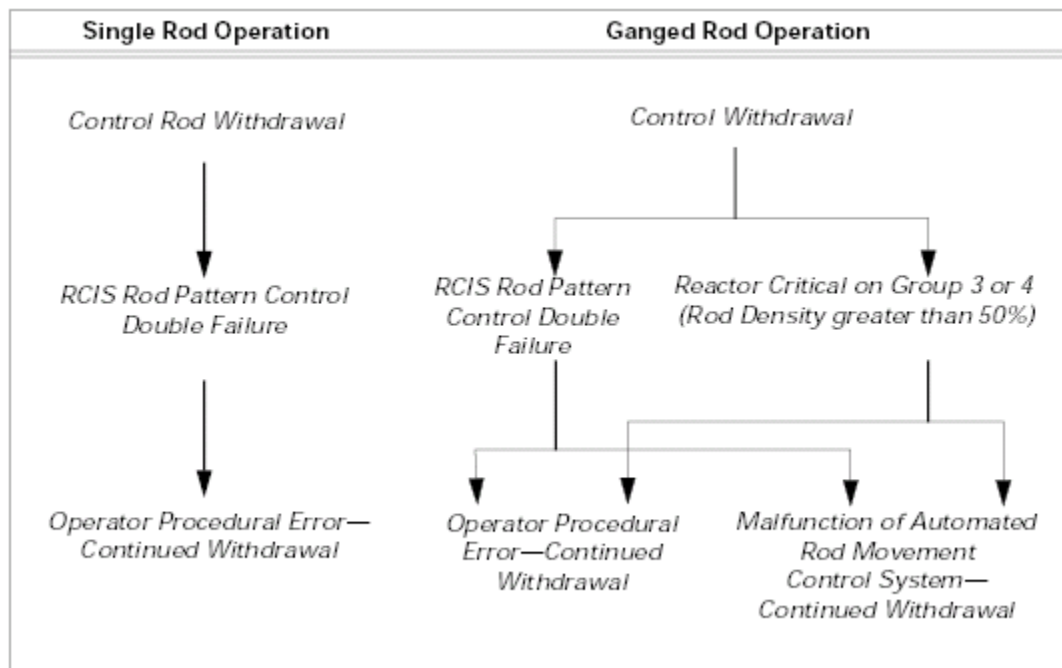 Single Rod Operation
Ganged Rod Operation
Control Rod Withdrawal
Control Withdrawal
RCIS Rod Pattern Control
Double Failure
RCIS Rod Pattern
Control Double
Failure
Reactor Critical on Group 3 or 4
(Rod Density greater than 50%)
Operator Procedural Error—
Continued Withdrawal
Operator Procedural
Error—Continued
Withdrawal
Malfunction of Automated
Rod Movement
Control System—
Continued Withdrawal